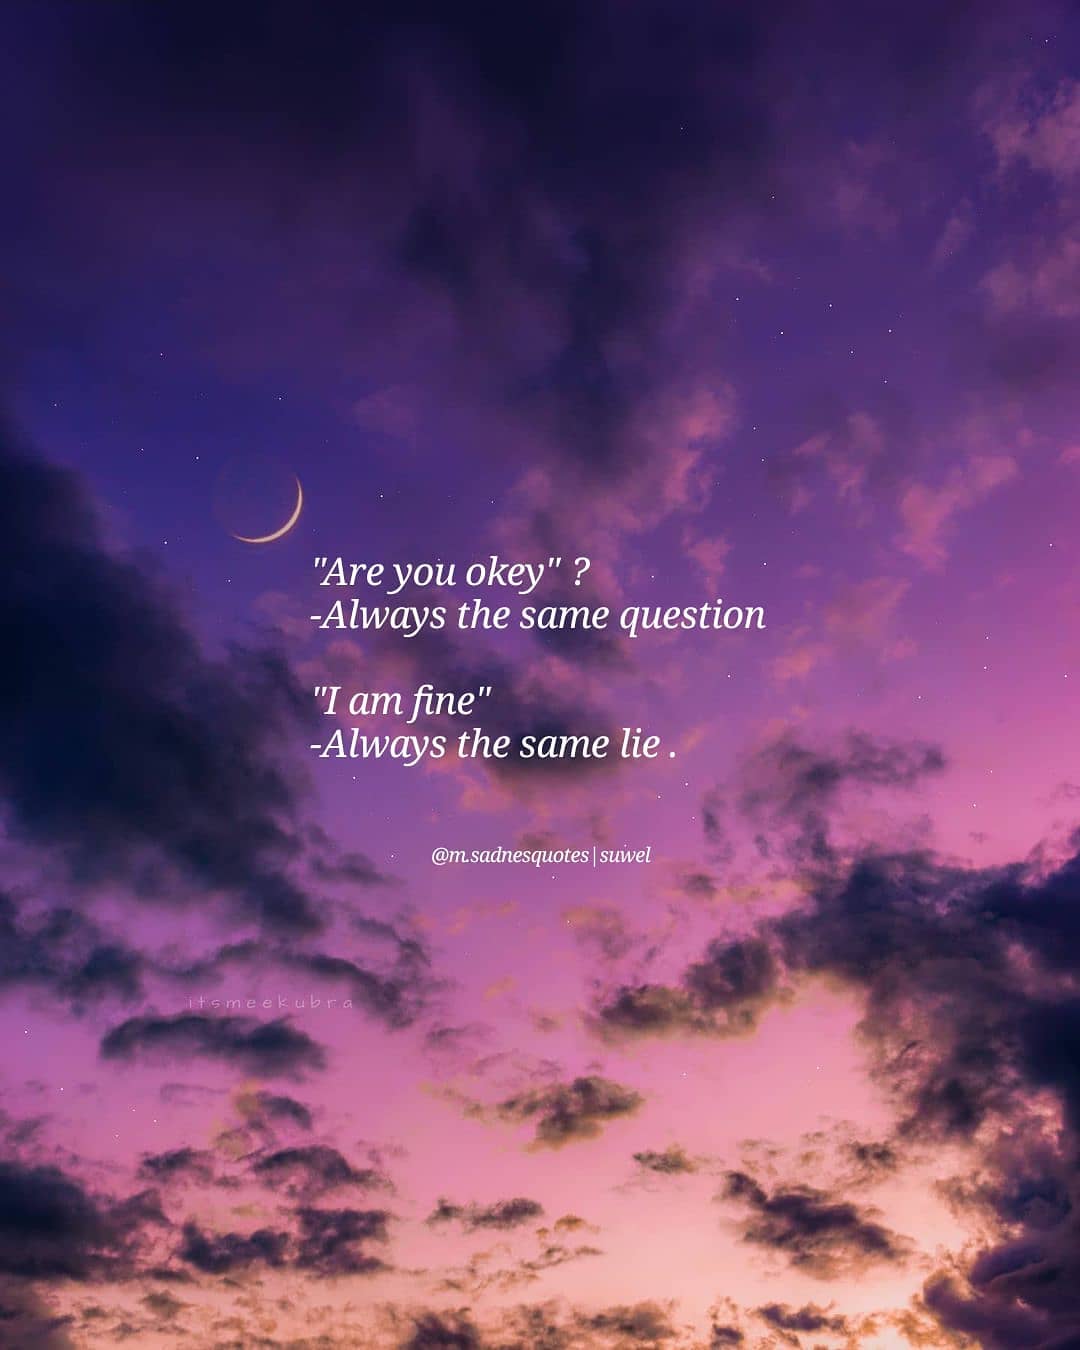 "Are you okey" ?
-Always the same question
"I am fine"
-Always the same lie .
@m.sadnesquotes|suwel
itsmeekubra